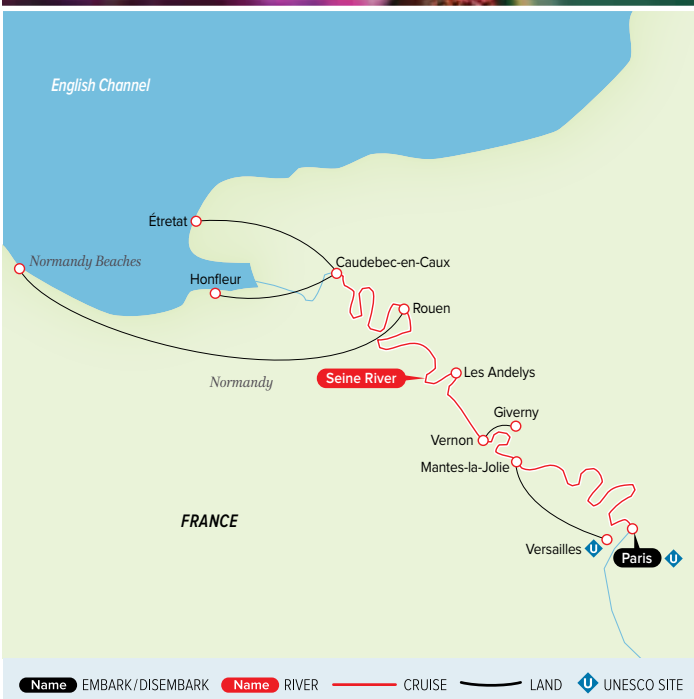 English Channel
Étretat
Normandy Beaches
Caudebec-en-Caux
Honfleur
Rouen
Normandy
Seine River
Les Andelys
Giverny
Vernon
Mantes-la-Jolie
FRANCE
Versailles U
Paris U
Name EMBARK/DISEMBARK Name RIVER CRUISE LAND U UNESCO SITE